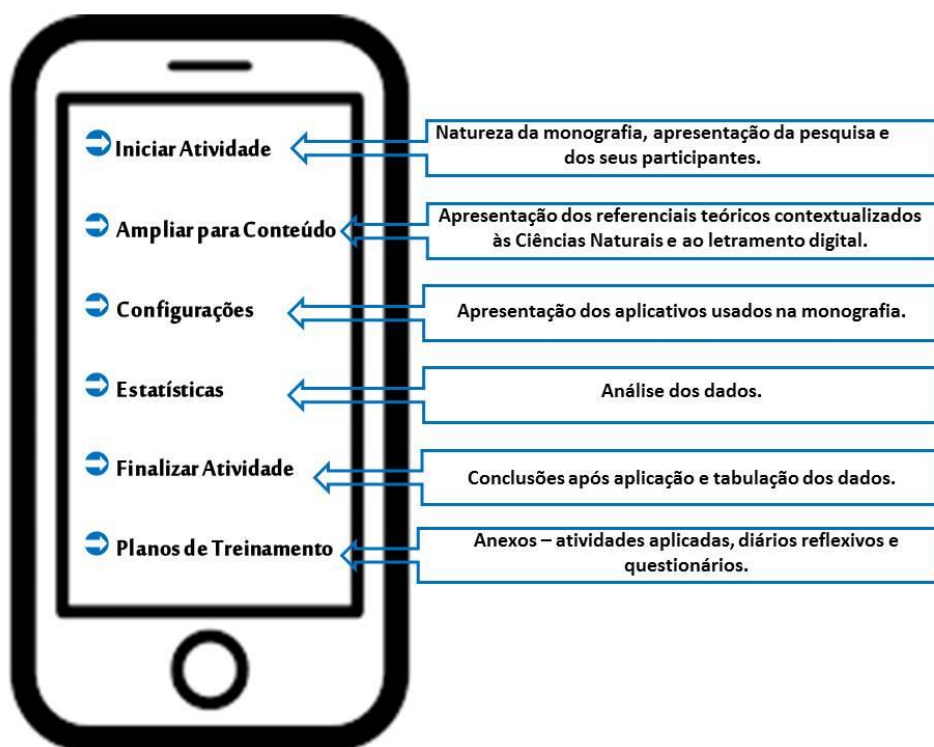 Iniciar Atividade
Natureza da monografia, apresentação da pesquisa e
dos seus participantes.
Ampliar para Conteúdo
Apresentação dos referenciais teóricos contextualizados
às Ciências Naturais e ao letramento digital.
Configurações
Apresentação dos aplicativos usados na monografia.
Estatísticas
Análise dos dados.
Finalizar Atividade
Conclusões após aplicação e tabulação dos dados.
Planos de Treinamento
Anexos – atividades aplicadas, diários reflexivos e
questionários.